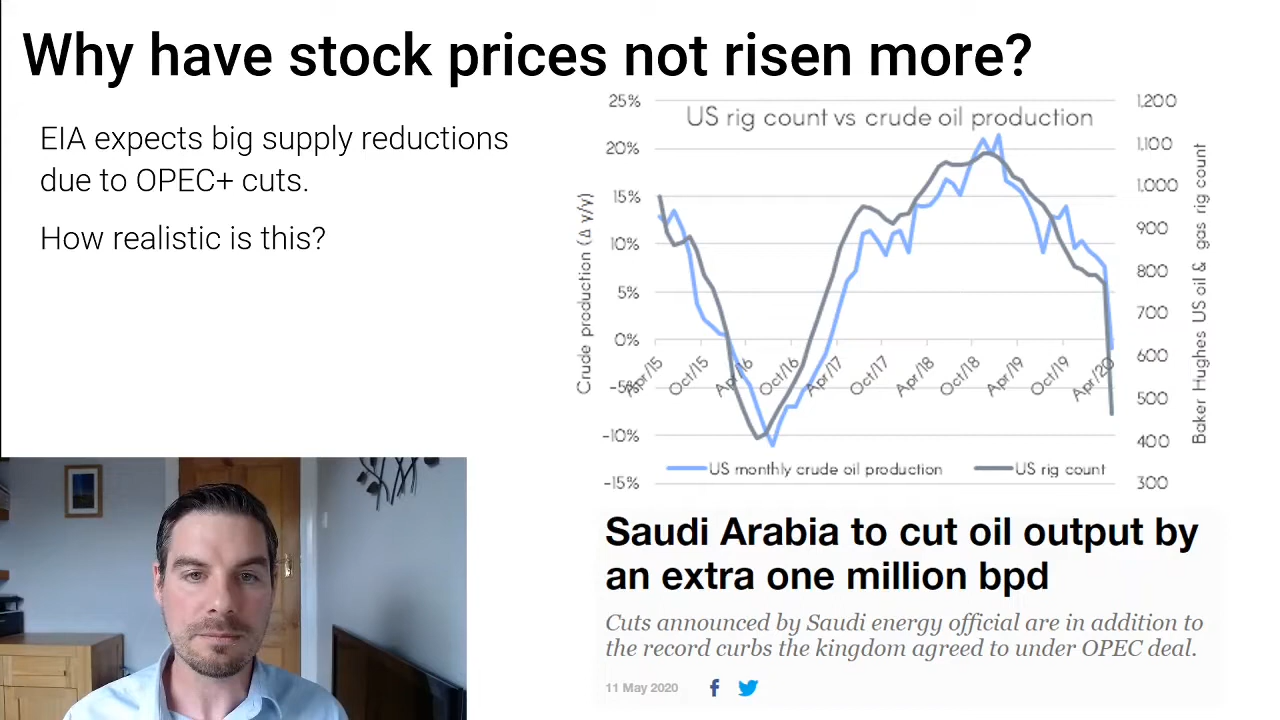 Why have stock prices not risen more?
EIA expects big supply reductions
due to OPEC+ cuts.
How realistic is this?
US rig count vs crude oil production
Crude production (Δ y/y)
25%
20%
15%
10%
5%
0%
-5%
-10%
-15%
Apr/15
Oct/15
Apr/16
Oct/16
Apr/17
Oct/17
Apr/18
Oct/18
Apr/19
Oct/19
Apr/20
1,200
1,100
1,000
900
800
700
600
500
400
300
Baker Hughes US oil & gas rig count
US monthly crude oil production
US rig count
Saudi Arabia to cut oil output by
an extra one million bpd
Cuts announced by Saudi energy official are in addition to
the record curbs the kingdom agreed to under OPEC deal.
11 May 2020